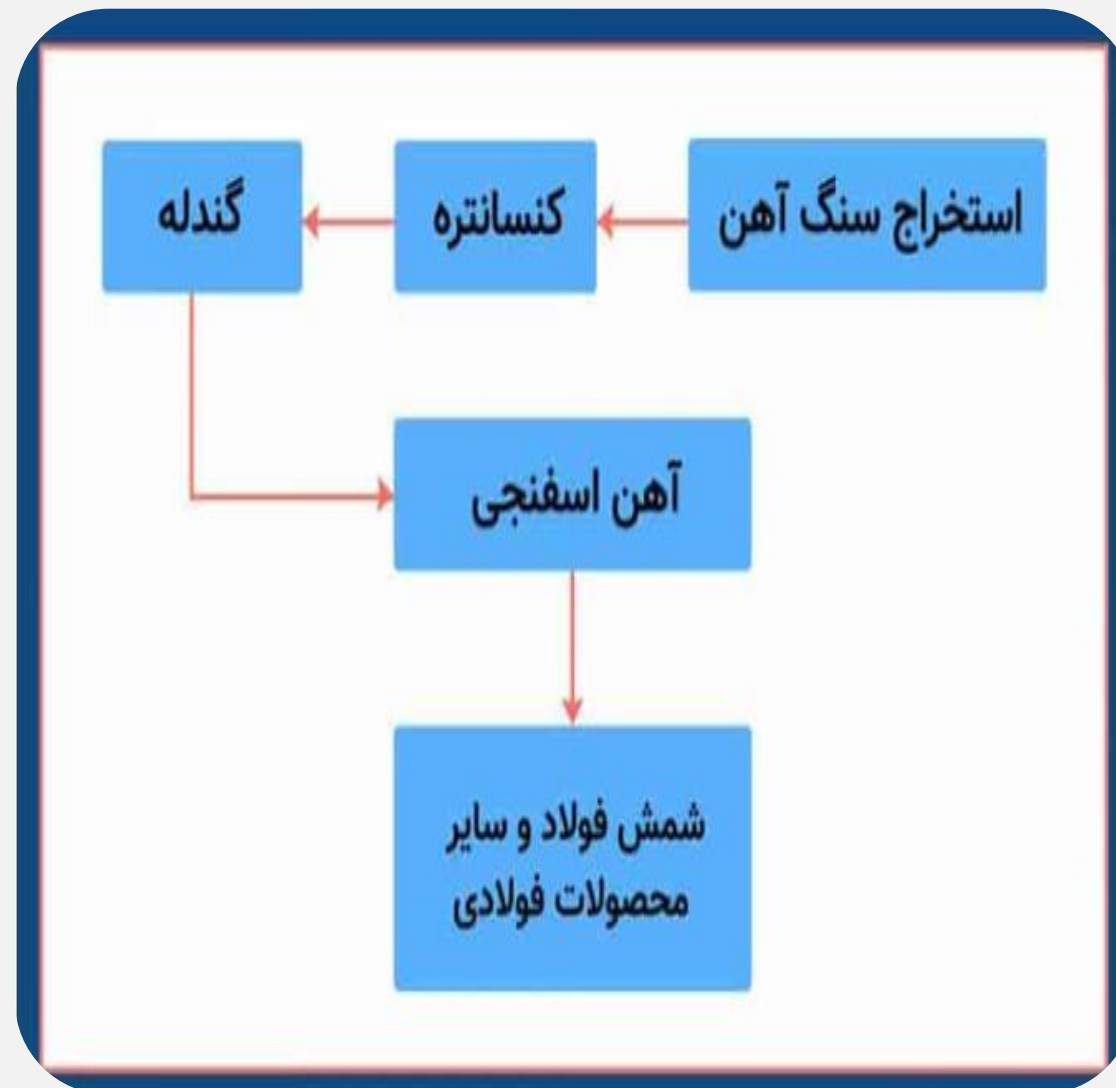 استخراج سنگ آهن
کنسانتره
گندله
آهن اسفنجی
شمش فولاد و سایر
محصولات فولادی